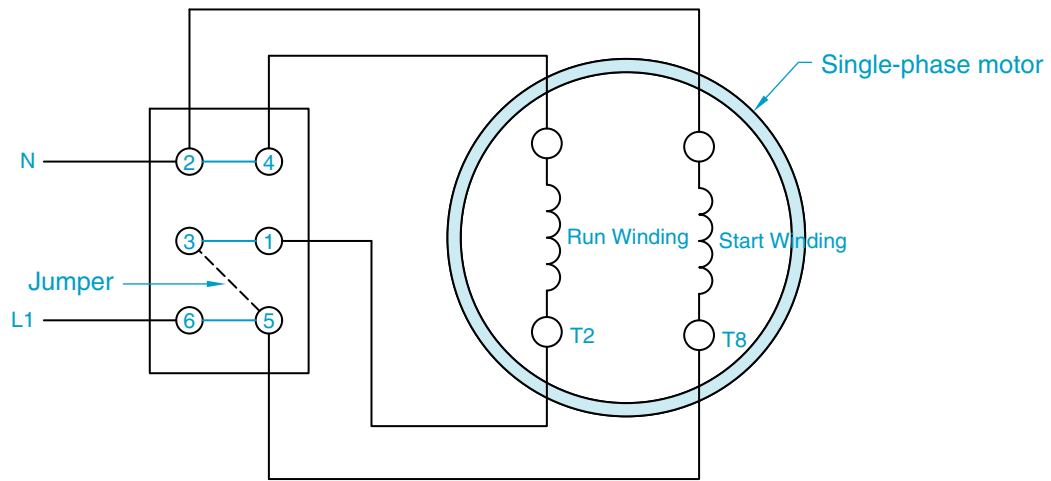 Single-phase motor
N
2
4
3
1
Run Winding
Start Winding
Jumper
L1
6
5
T2
T8